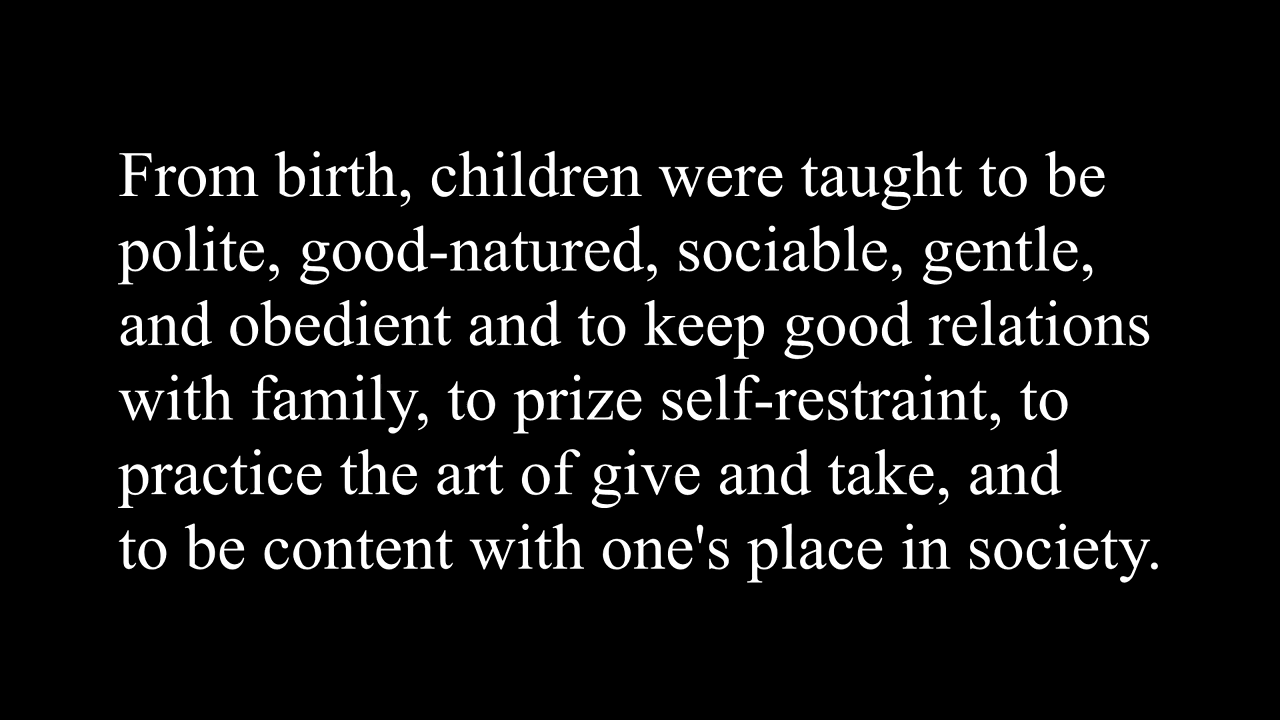 From birth, children were taught to be
polite, good-natured, sociable, gentle,
and obedient and to keep good relations
with family, to prize self-restraint, to
practice the art of give and take, and
to be content with one's place in society.